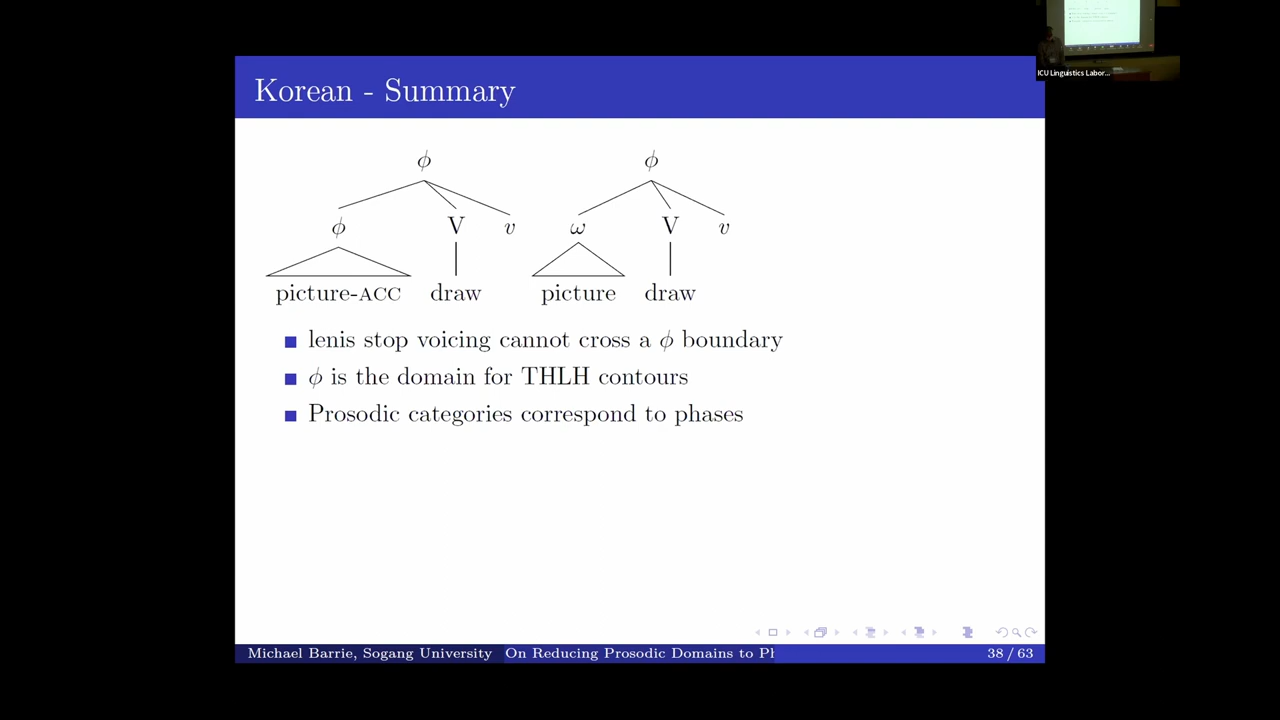 ICU Linguistics Labor...
Korean - Summary
ϕ ϕ
ϕ V v ω V v
picture-ACC draw picture draw
lenis stop voicing cannot cross a ϕ boundary
ϕ is the domain for THLH contours
Prosodic categories correspond to phases
Michael Barrie, Sogang University On Reducing Prosodic Domains to Ph 38 / 63